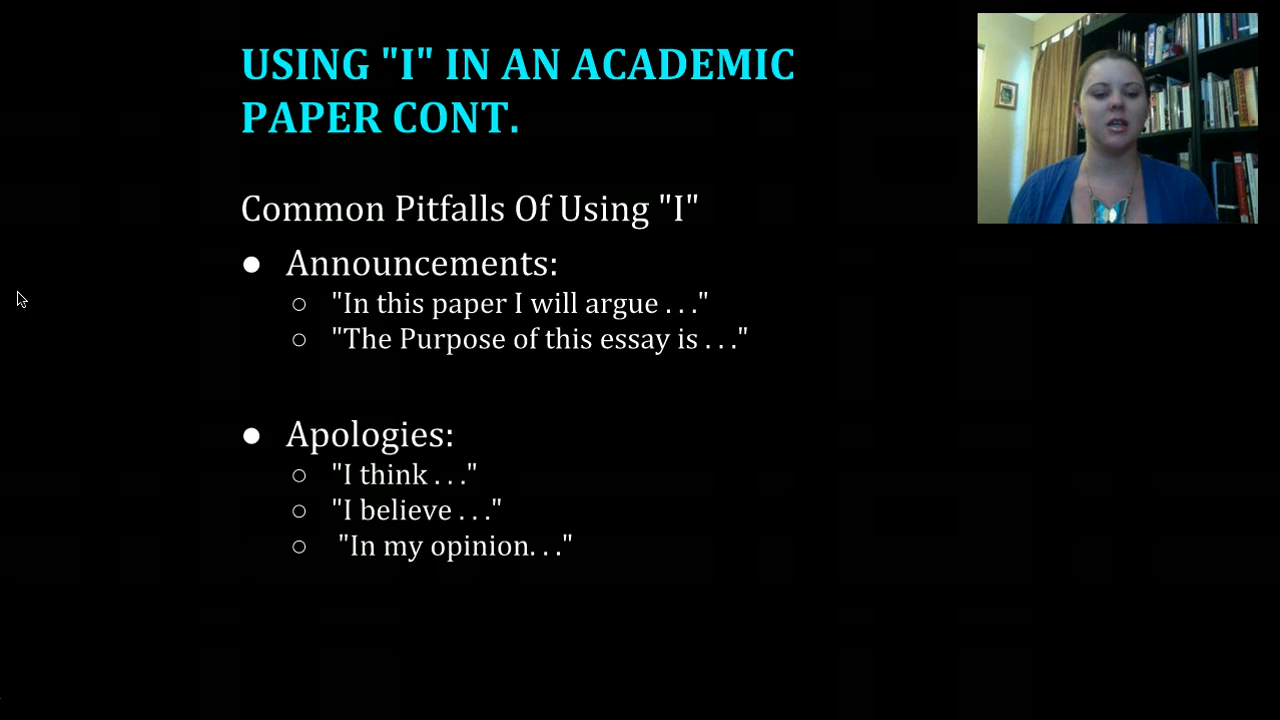 USING "I" IN AN ACADEMIC
PAPER CONT.
Common Pitfalls Of Using "I"
● Announcements:
○ "In this paper I will argue . . ."
○ "The Purpose of this essay is . . ."
● Apologies:
○ "I think . . ."
○ "I believe . . ."
○ "In my opinion. . ."